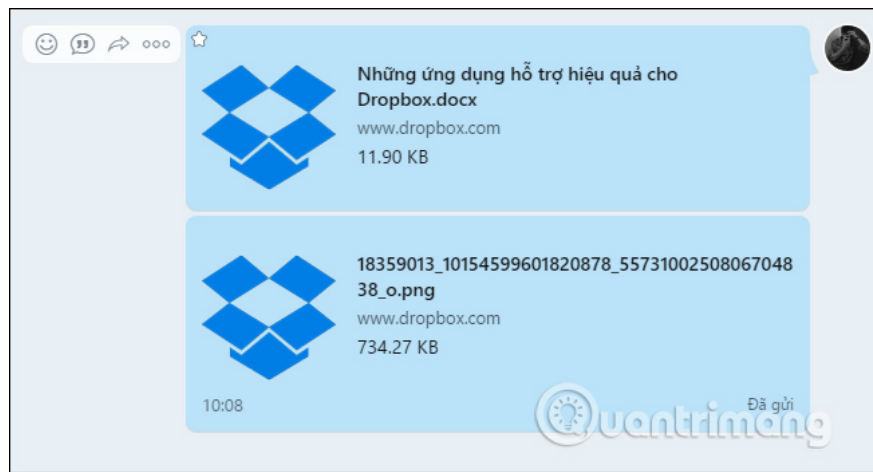 Những ứng dụng hỗ trợ hiệu quả cho
Dropbox.docx
www.dropbox.com
11.90 KB
18359013_10154599601820878_55731002508067048
38_o.png
www.dropbox.com
734.27 KB
10:08
Đã gửi
Quantrimang